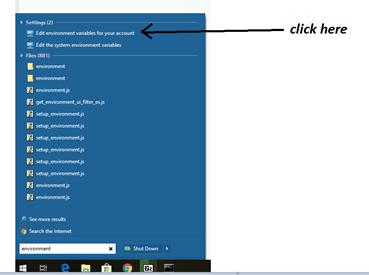 Settings (2)
Edit environment variables for your account
click here
Edit the system environment variables
Files (881)
environment
environment
environment.js
get_environment_ui_filter_es.js
setup_environment.js
setup_environment.js
setup_environment.js
setup_environment.js
setup_environment.js
setup_environment.js
environment.js
environment.js
See more results
Search the Internet
environment
Shut Down